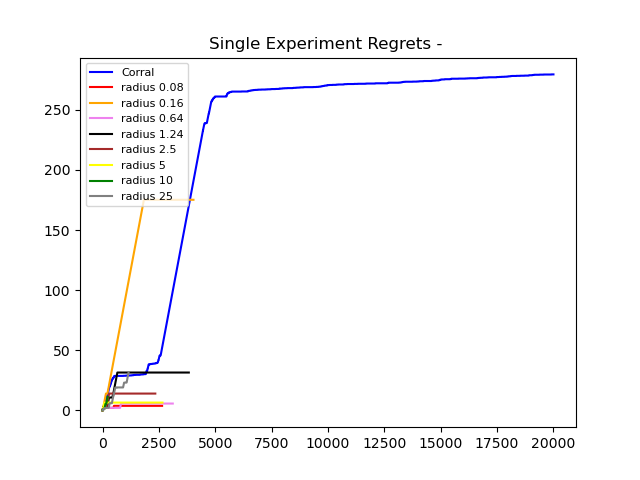 Single Experiment Regrets -
Corral
radius 0.08
radius 0.16
radius 0.64
radius 1.24
radius 2.5
radius 5
radius 10
radius 25
250
200
150
100
50
0
0 2500 5000 7500 10000 12500 15000 17500 20000